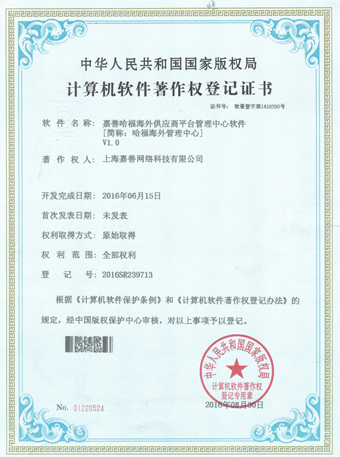 中华人民共和国国家版权局
计算机软件著作权登记证书
证书号： 软著登字第1418330号
软件名称： 嘉善哈福海外供应商平台管理中心软件
[简称：哈福海外管理中心]
V1.0
著作权人： 上海嘉善网络科技有限公司
开发完成日期： 2016年06月15日
首次发表日期： 未发表
权利取得方式： 原始取得
权利范围： 全部权利
登记号： 2016SR239713
根据《计算机软件保护条例》和《计算机软件著作权登记办法》的
规定，经中国版权保护中心审核，对以上事项予以登记。
中华人民共和国国家版权局
计算机软件著作权
登记专用章
No. 01220524
2016年08月30日